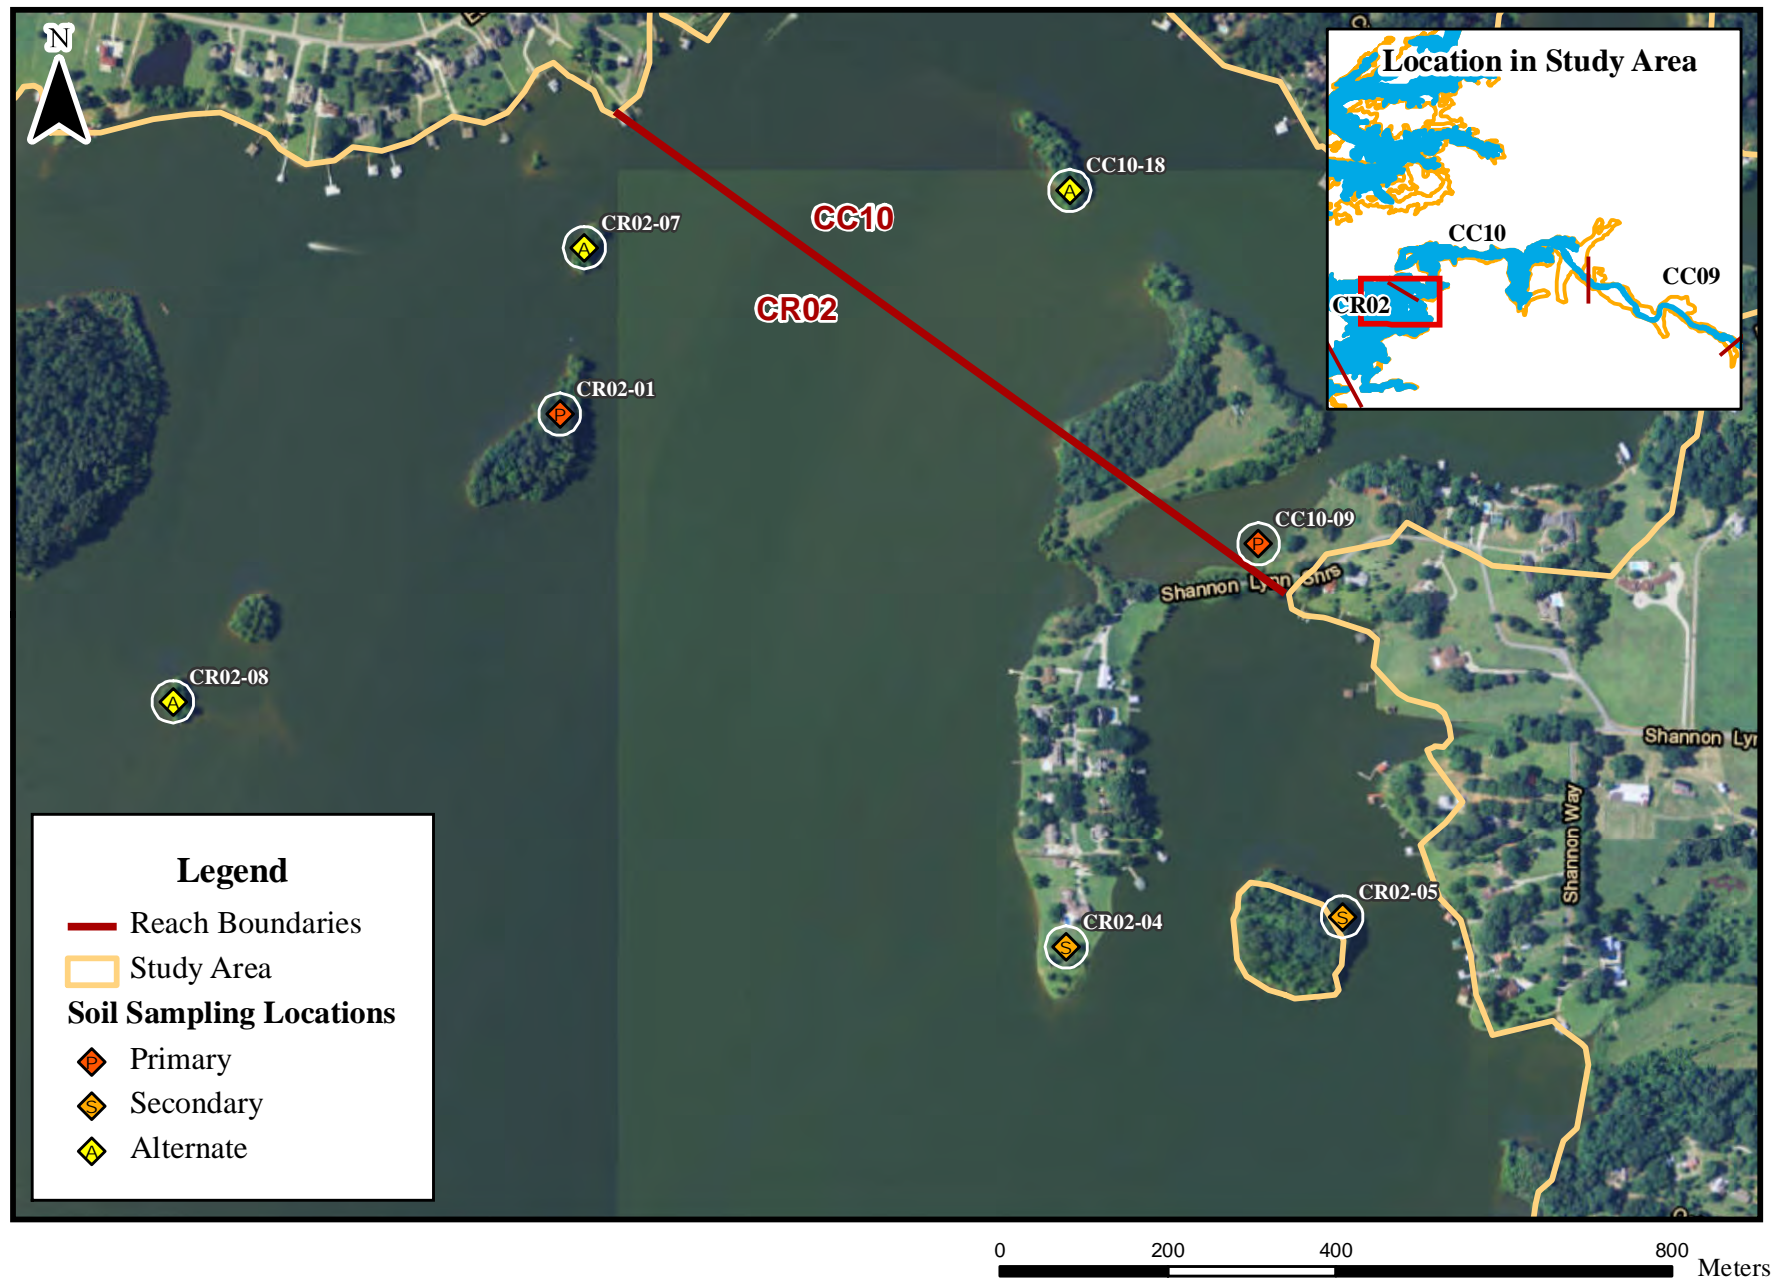 N
Location in Study Area
CC10
CC09
CR02
CC10-18
CR02-07
CC10
CR02
CR02-01
CC10-09
Shannon Lynn Shrs
CR02-08
Shannon Lyn
Shannon Way
CR02-05
CR02-04
A
A
P
P
A
S
S
Legend
Reach Boundaries
Study Area
Soil Sampling Locations
P Primary
S Secondary
A Alternate
0 200 400 800
Meters